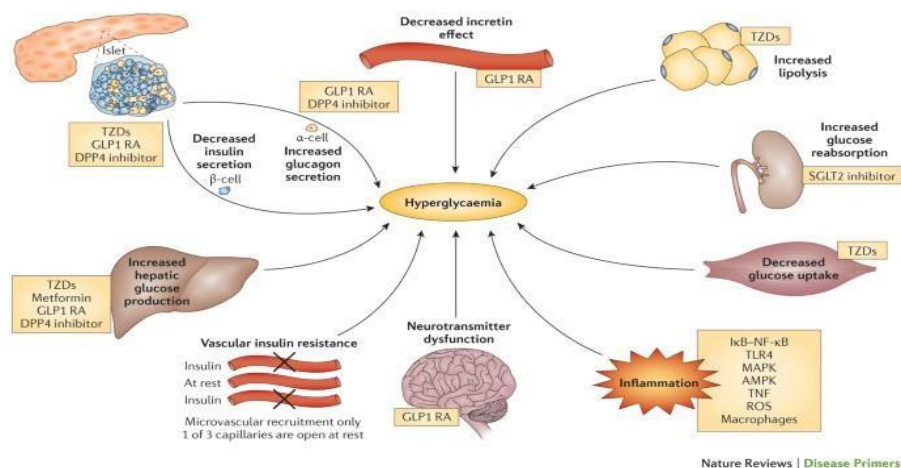 Islet
TZDs
GLP1 RA
DPP4 inhibitor
Decreased
insulin
secretion
β-cell
GLP1 RA
DPP4 inhibitor
α-cell
Increased
glucagon
secretion
Decreased incretin
effect
GLP1 RA
TZDs
Increased
lipolysis
Increased
glucose
reabsorption
SGLT2 inhibitor
Hyperglycaemia
TZDs
Metformin
GLP1 RA
DPP4 inhibitor
Increased
hepatic
glucose
production
Vascular insulin resistance
Insulin
At rest
Insulin
Microvascular recruitment only
1 of 3 capillaries are open at rest
Neurotransmitter
dysfunction
GLP1 RA
TZDs
Decreased
glucose uptake
Inflammation
IκB–NF-κB
TLR4
MAPK
AMPK
TNF
ROS
Macrophages
Nature Reviews | Disease Primers